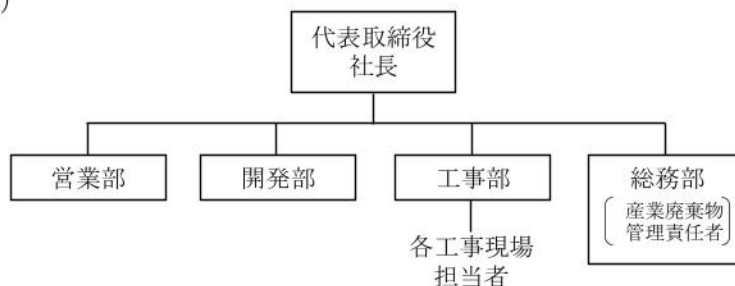 )
代表取締役
社長
営業部
開発部
工事部
総務部
産業廃棄物
管理責任者
各工事現場
担当者